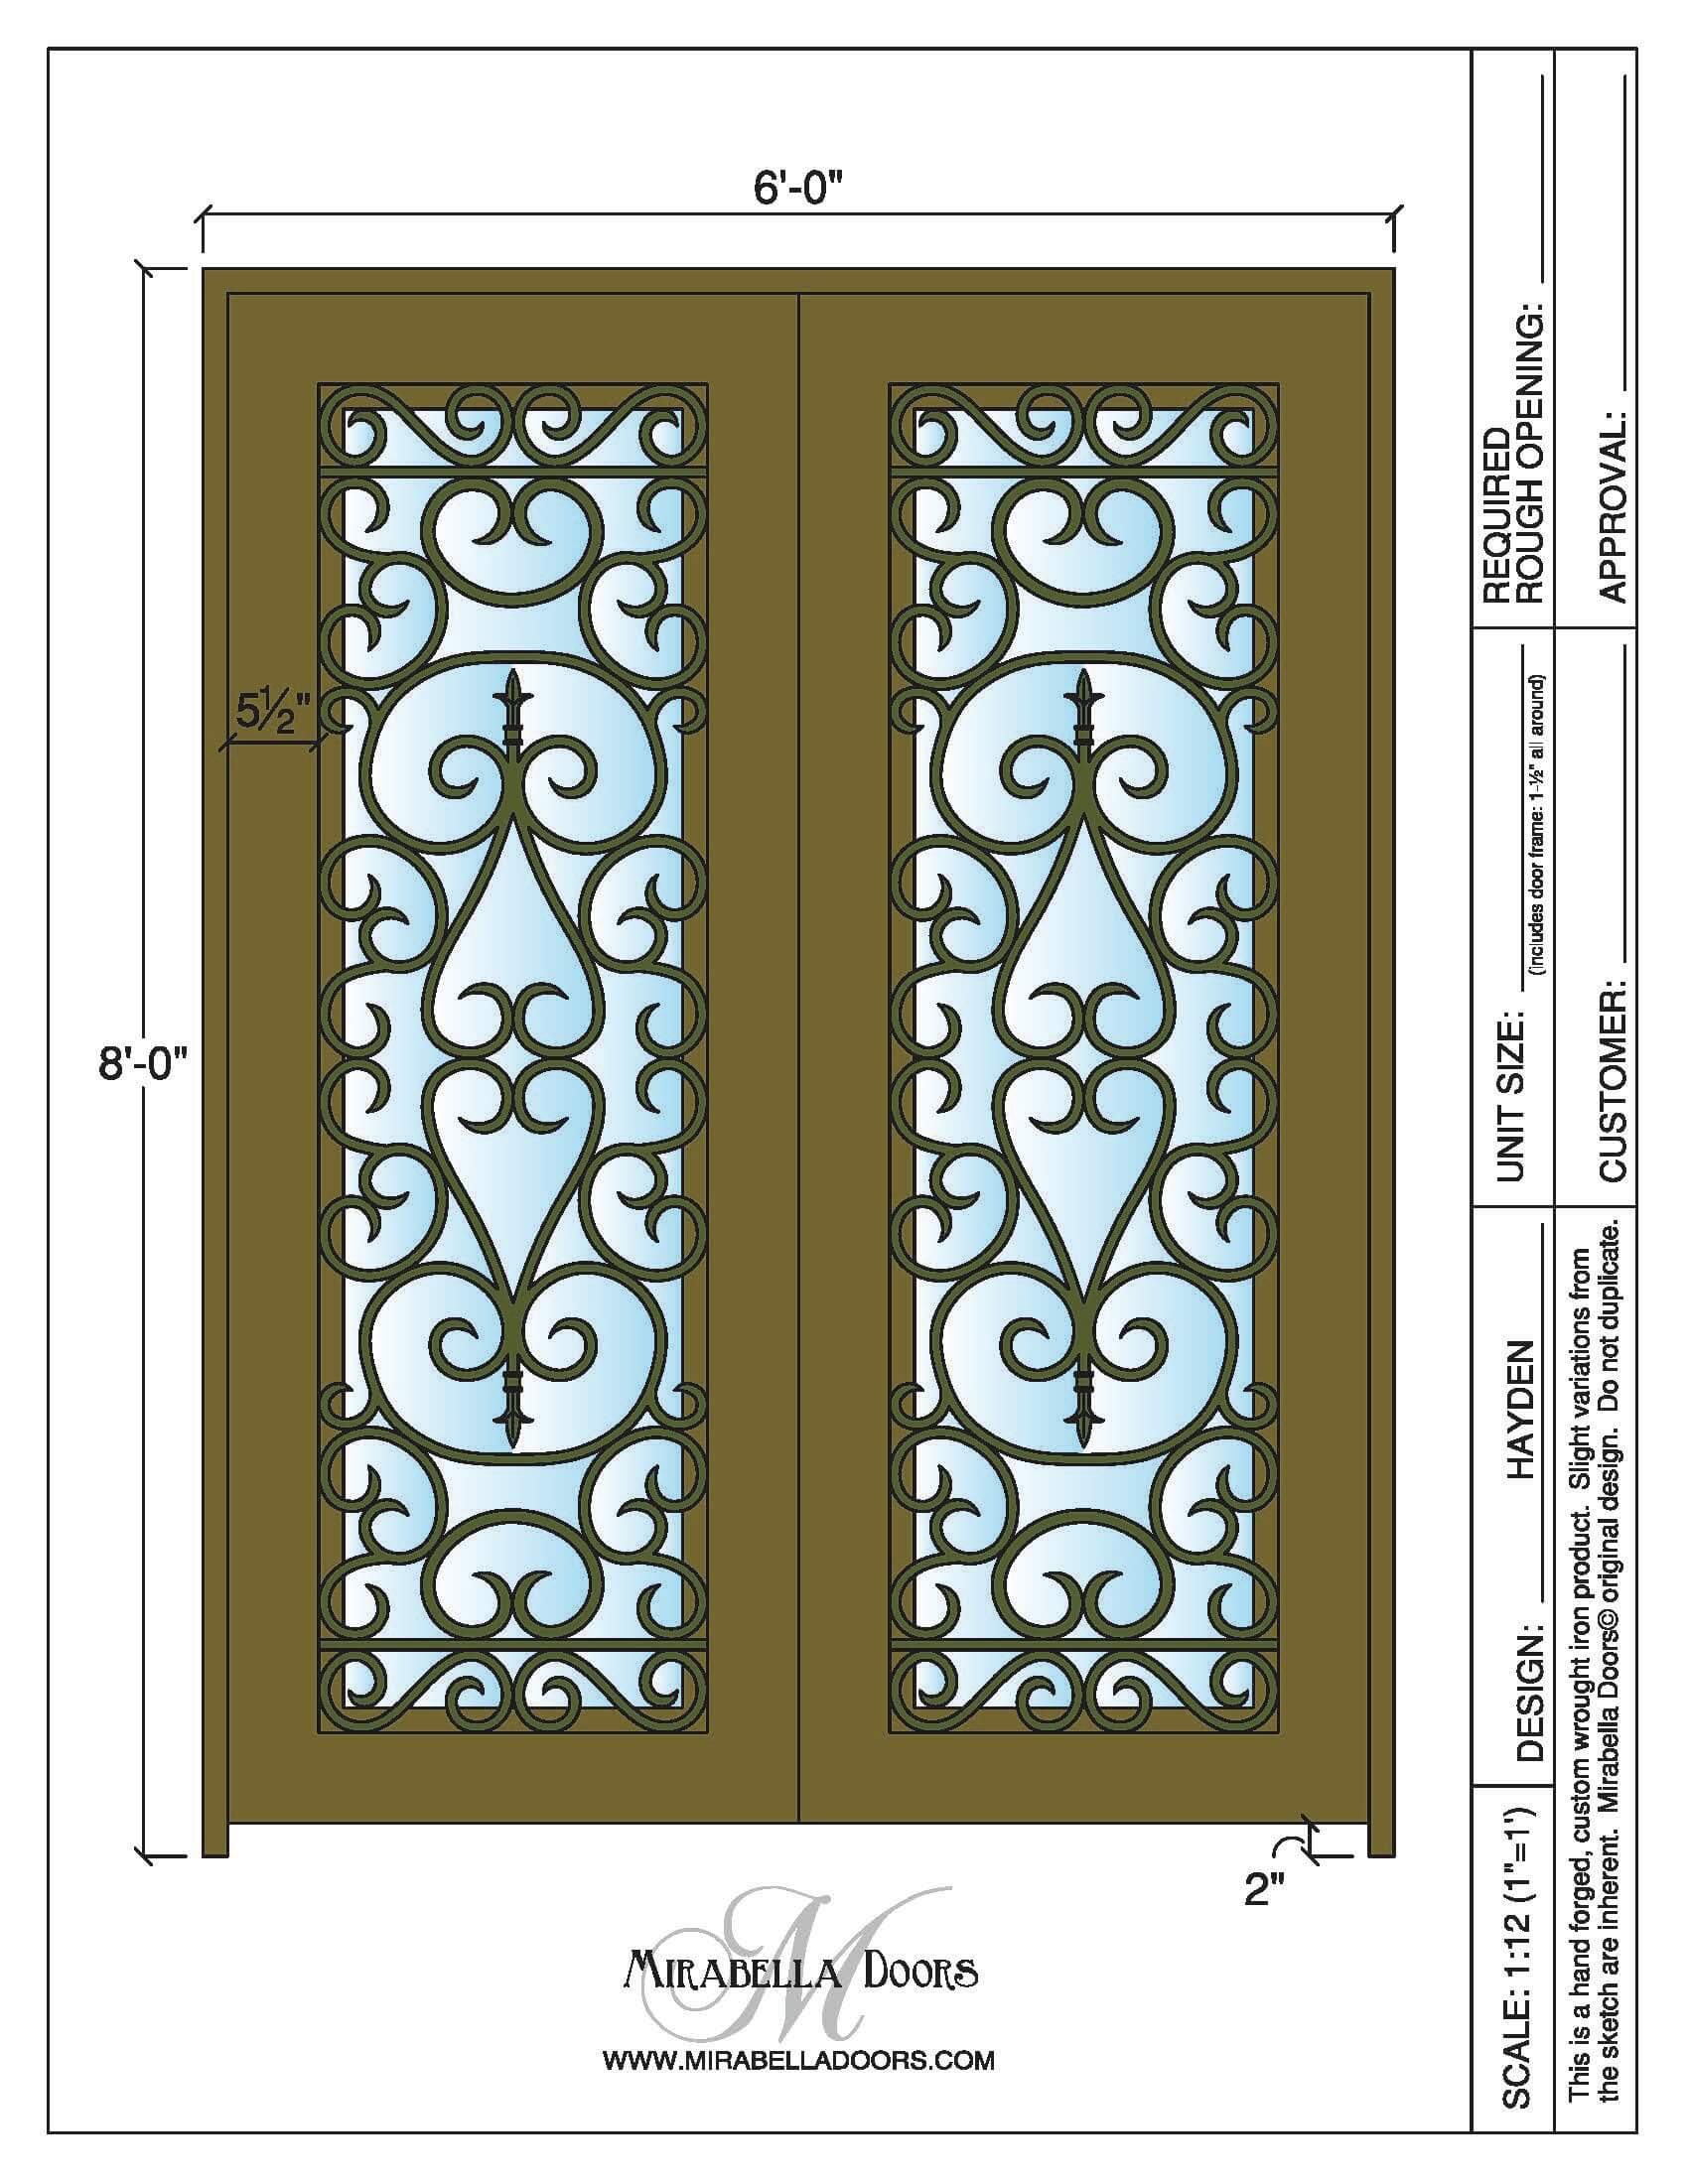 6'-0"
5½"
8'-0"
2"
MIRABELLA DOORS
M
WWW.MIRABELLADOORS.COM
SCALE: 1:12 (1"=1')
DESIGN: HAYDEN
UNIT SIZE:
(includes door frame: 1-½" all around)
REQUIRED
ROUGH OPENING:
This is a hand forged, custom wrought iron product. Slight variations from
the sketch are inherent. Mirabella Doors© original design. Do not duplicate.
CUSTOMER:
APPROVAL: